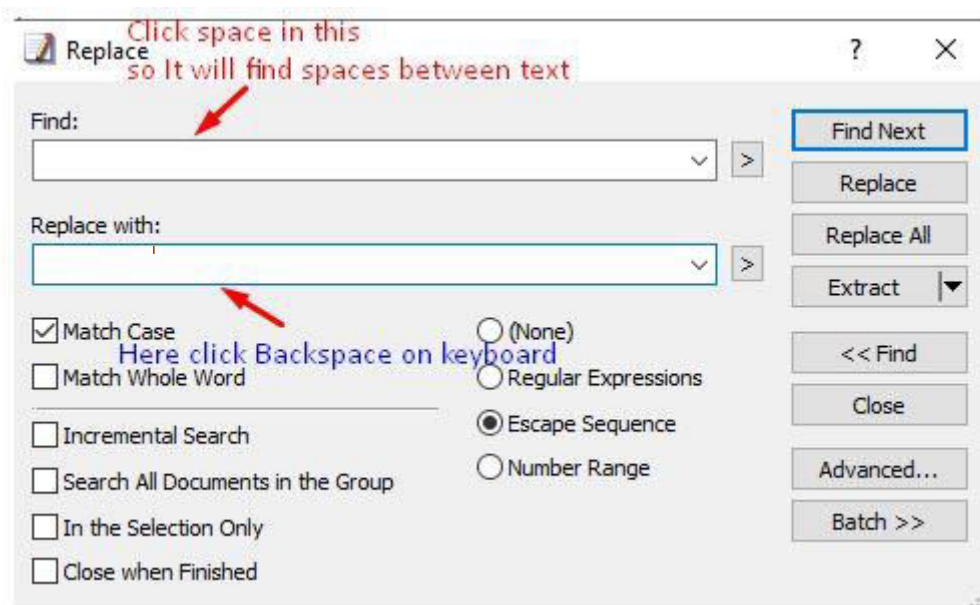 Click space in this
Replace
so It will find spaces between text
?
Find:
>
Find Next
Replace
Replace with:
>
Replace All
Extract
Match Case
(None)
Here click Backspace on keyboard
<< Find
Match Whole Word
Regular Expressions
Close
Escape Sequence
Incremental Search
Number Range
Advanced...
Search All Documents in the Group
In the Selection Only
Batch >>
Close when Finished